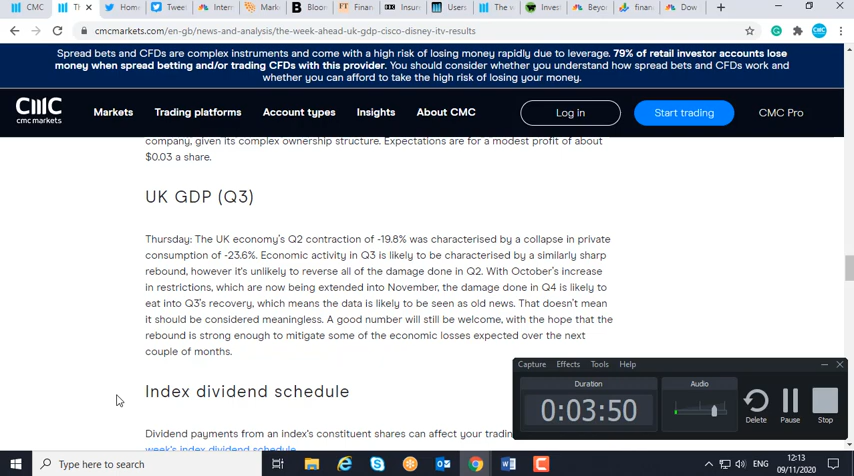 CMC
Th
Home
Tweet
Intern
Mark
Bloon
Finan
Insur
Users
The w
Invest
Beyo
finan
Dow
cmcmarkets.com/en-gb/news-and-analysis/the-week-ahead-uk-gdp-cisco-disney-itv-results
Spread bets and CFDs are complex instruments and come with a high risk of losing money rapidly due to leverage. 79% of retail investor accounts lose
money when spread betting and/or trading CFDs with this provider. You should consider whether you understand how spread bets and CFDs work and
whether you can afford to take the high risk of losing your money.
cmc
cmc markets
Markets
Trading platforms
Account types
Insights
About CMC
Log in
Start trading
CMC Pro
company, given its complex ownership structure. Expectations are for a modest profit of about
$0.03 a share.
UK GDP (Q3)
Thursday: The UK economy's Q2 contraction of -19.8% was characterised by a collapse in private
consumption of -23.6%. Economic activity in Q3 is likely to be characterised by a similarly sharp
rebound, however it's unlikely to reverse all of the damage done in Q2. With October's increase
in restrictions, which are now being extended into November, the damage done in Q4 is likely to
eat into Q3's recovery, which means the data is likely to be seen as old news. That doesn't mean
it should be considered meaningless. A good number will still be welcome, with the hope that the
rebound is strong enough to mitigate some of the economic losses expected over the next
couple of months.
Index dividend schedule
Dividend payments from an index's constituent shares can affect your tradin
week's index dividend schedule
Capture Effects Tools Help
Duration
0:03:50
Audio
Delete
Pause
Stop
Type here to search
ENG
12:13
09/11/2020